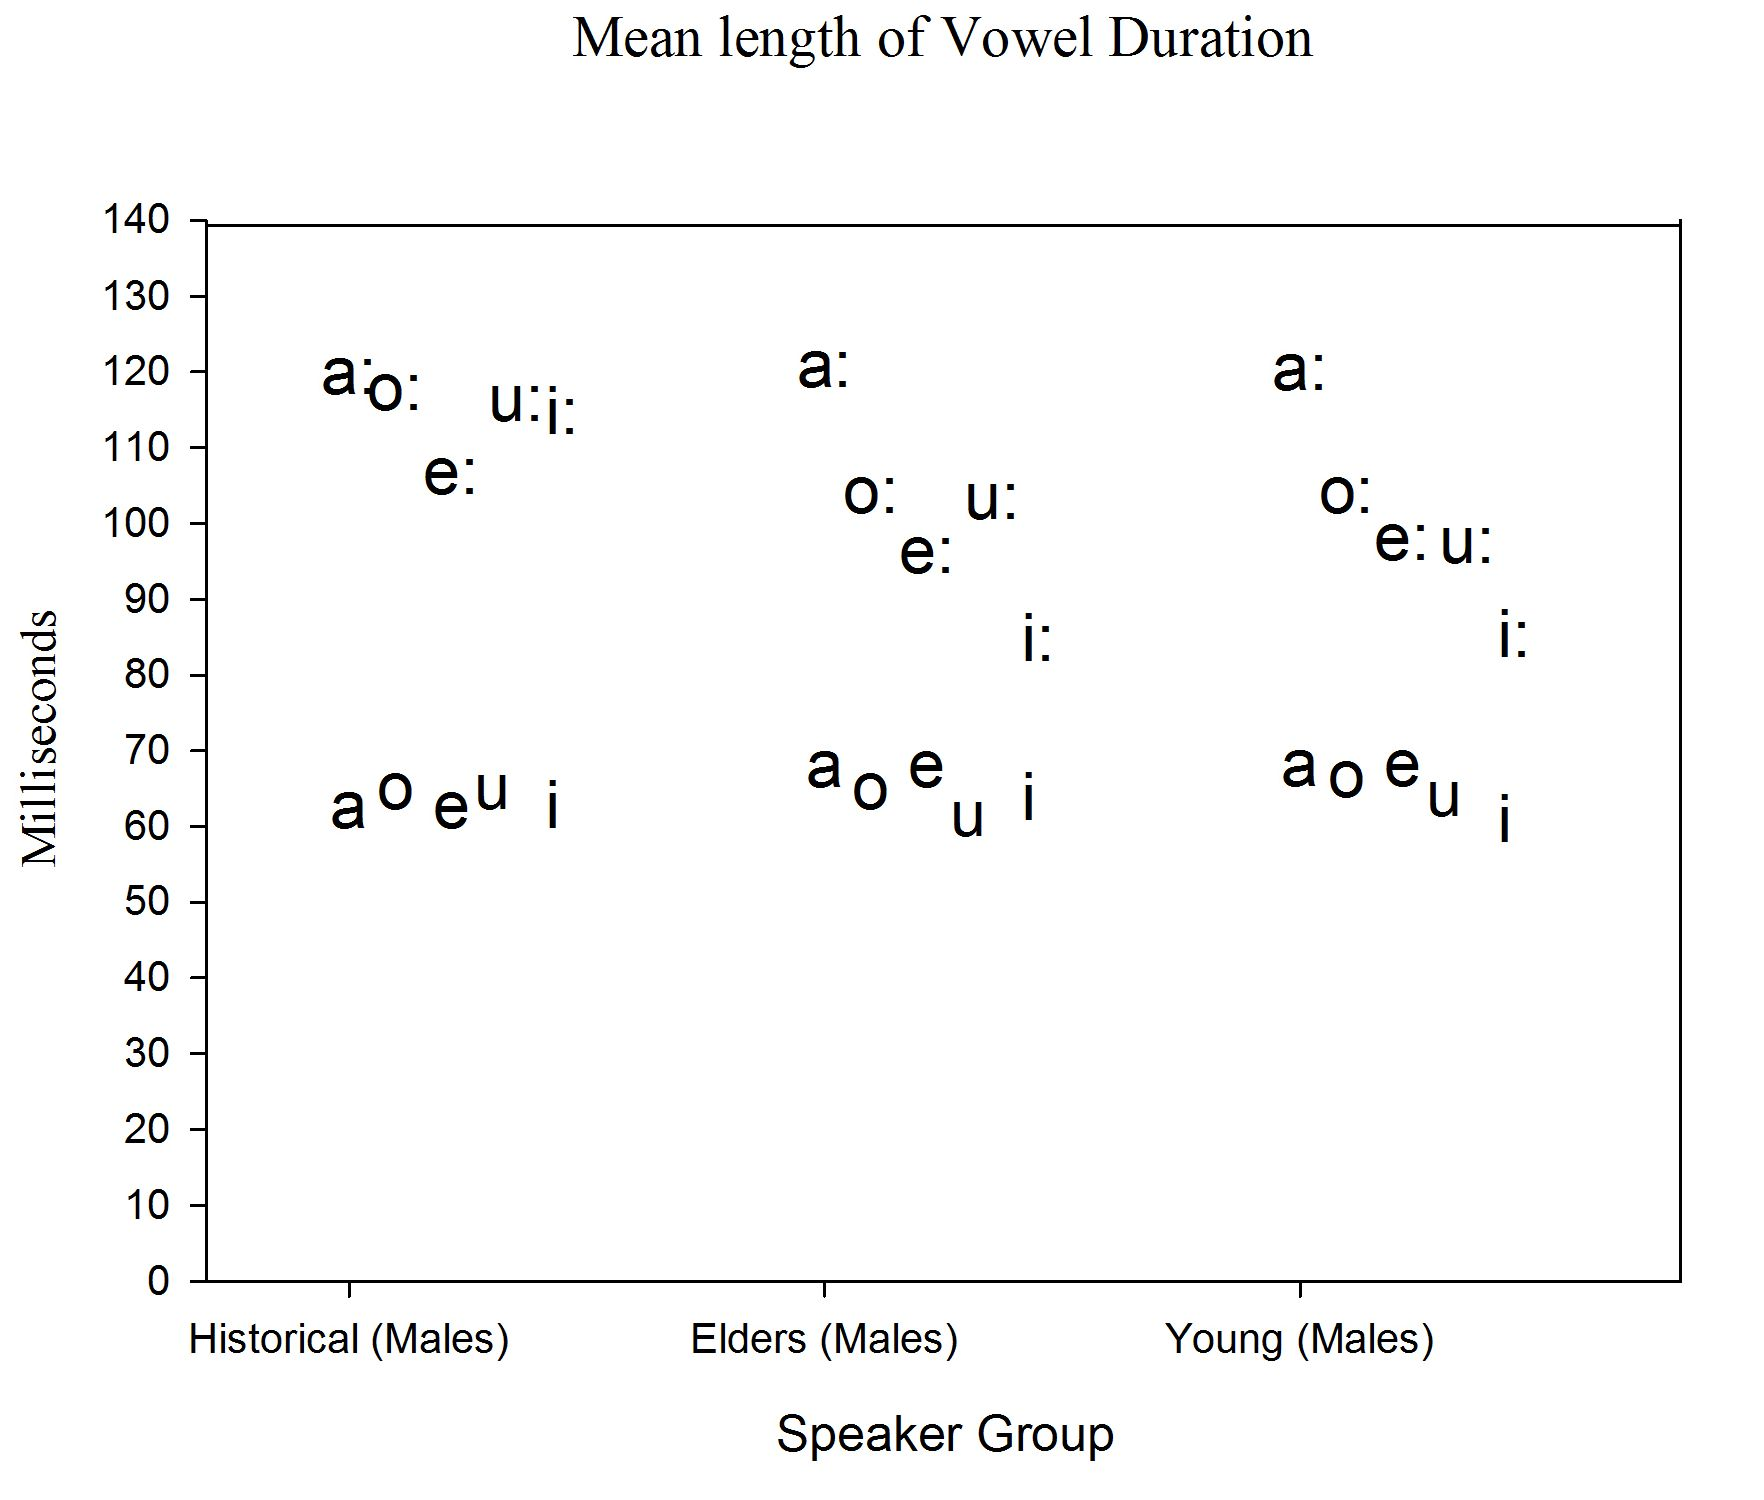 Mean length of Vowel Duration
140
130
120
110
100
90
80
70
60
50
40
30
20
10
0
Milliseconds
a: o: e: u: i:
a o e u i
a: o: e: u: i:
a o e u i
a: o: e: u: i:
a o e u i
Historical (Males)
Elders (Males)
Young (Males)
Speaker Group